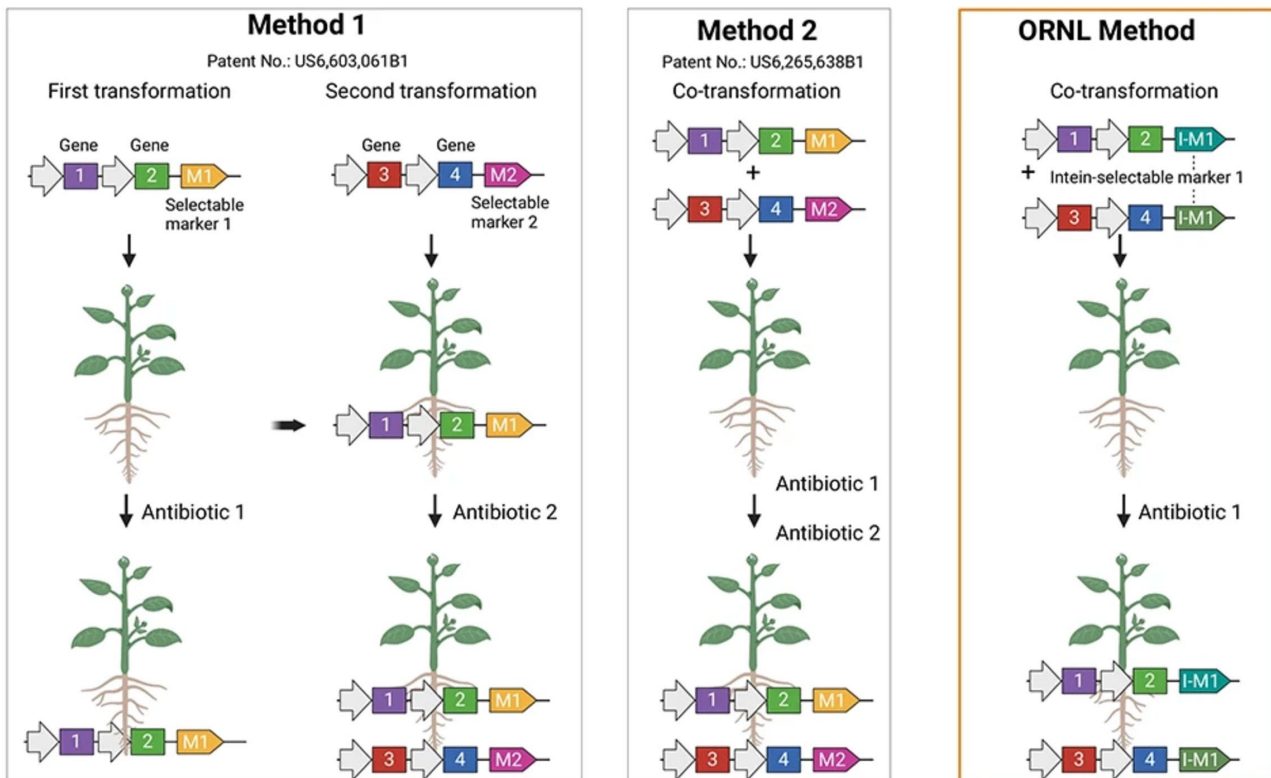 Method 1
Patent No.: US6,603,061B1
First transformation
Gene Gene
1 2 M1
Selectable
marker 1
Second transformation
Gene Gene
3 4 M2
Selectable
marker 2
1 2 M1
Antibiotic 1
Antibiotic 2
1 2 M1
1 2 M1
3 4 M2
Method 2
Patent No.: US6,265,638B1
Co-transformation
1 2 M1
+
3 4 M2
Antibiotic 1
Antibiotic 2
1 2 M1
3 4 M2
ORNL Method
Co-transformation
1 2 I-M1
+ Intein-selectable marker 1
3 4 I-M1
Antibiotic 1
1 2 I-M1
3 4 I-M1